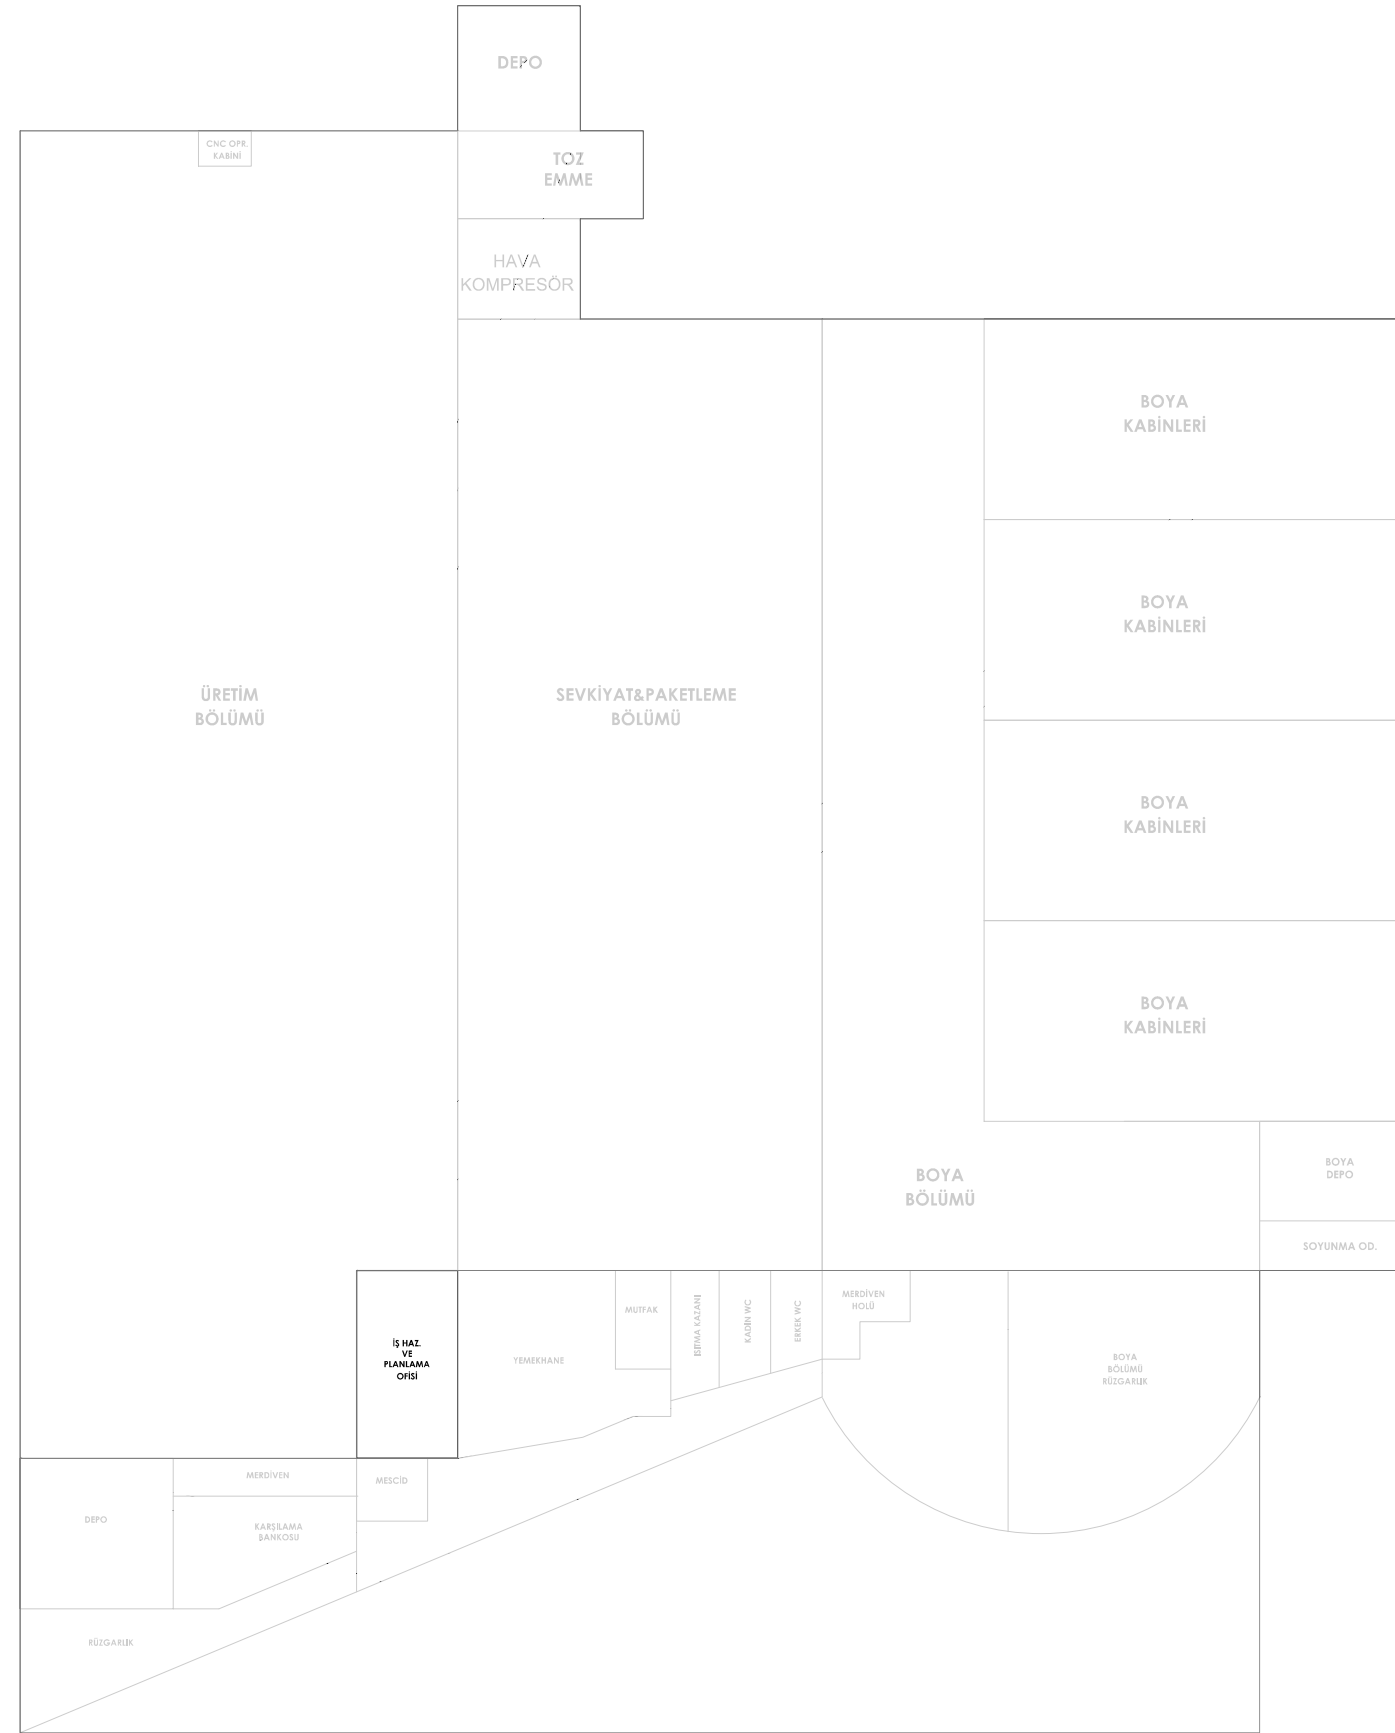 DEPO
CNC OPR.
KABİNİ
TOZ
EMME
HAVA
KOMPRESÖR
BOYA
KABİNLERİ
BOYA
KABİNLERİ
ÜRETİM
BÖLÜMÜ
SEVKİYAT&PAKETLEME
BÖLÜMÜ
BOYA
KABİNLERİ
BOYA
KABİNLERİ
BOYA
BÖLÜMÜ
BOYA
DEPO
SOYUNMA OD.
İŞ HAZ.
VE
PLANLAMA
OFİSİ
YEMEKHANE
MUTFAK
ISITMA KAZANI
KADIN WC
ERKEK WC
MERDİVEN
HOLÜ
BOYA
BÖLÜMÜ
RÜZGARLIK
DEPO
MERDİVEN
MESCİD
KARŞILAMA
BANKOSU
RÜZGARLIK